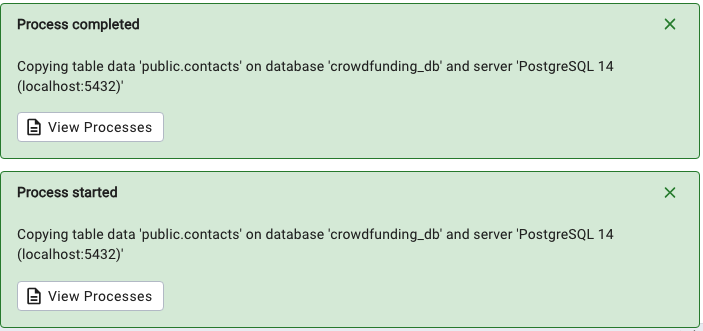 Process completed
Copying table data 'public.contacts' on database 'crowdfunding_db' and server 'PostgreSQL 14
(localhost:5432)'
View Processes
Process started
Copying table data 'public.contacts' on database 'crowdfunding_db' and server 'PostgreSQL 14
(localhost:5432)'
View Processes